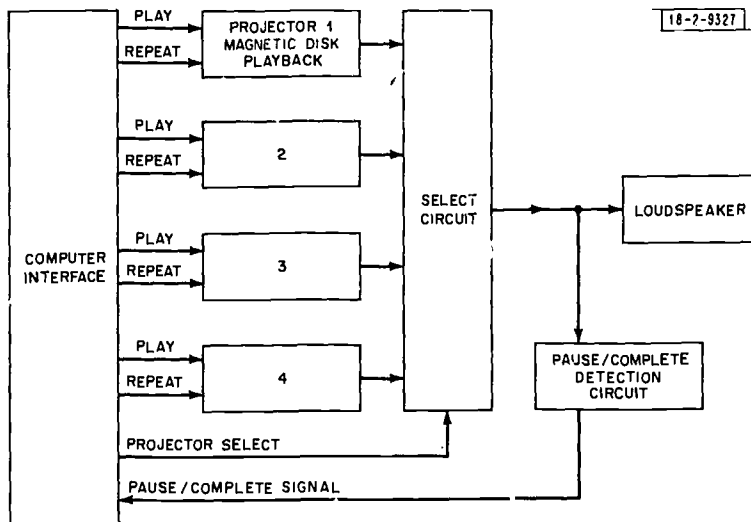 18-2-9327
PLAY
REPEAT
PROJECTOR 1
MAGNETIC DISK
PLAYBACK
PLAY
REPEAT
2
SELECT
CIRCUIT
LOUDSPEAKER
COMPUTER
INTERFACE
PLAY
REPEAT
3
PLAY
REPEAT
4
PAUSE/COMPLETE
DETECTION
CIRCUIT
PROJECTOR SELECT
PAUSE/COMPLETE SIGNAL